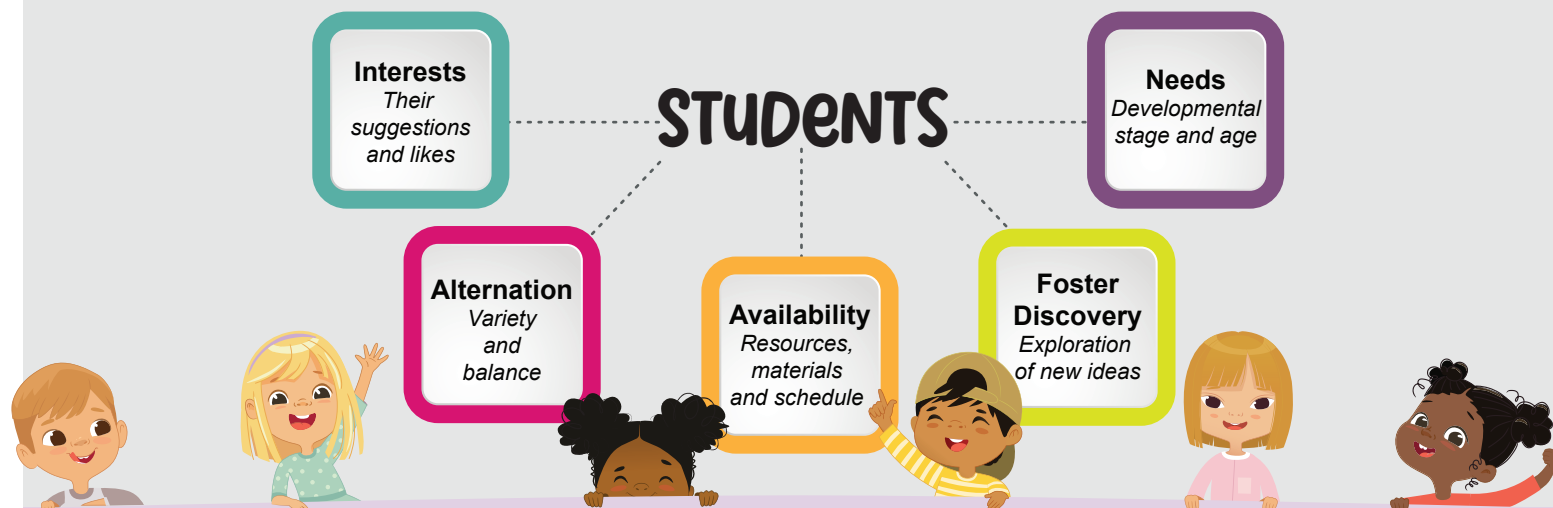 STUDENTS
Interests
Their
suggestions
and likes
Needs
Developmental
stage and age
Alternation
Variety
and
balance
Availability
Resources,
materials
and schedule
Foster
Discovery
Exploration
of new ideas